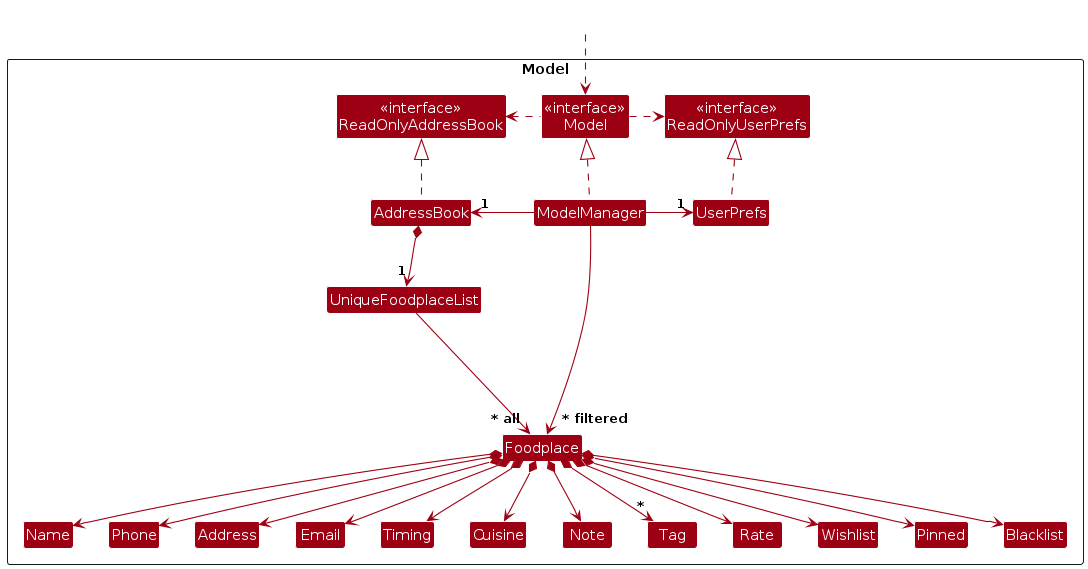 Model
«interface»
ReadOnlyAddressBook
«interface»
Model
«interface»
ReadOnlyUserPrefs
AddressBook
1
ModelManager
1
UserPrefs
1
UniqueFoodplaceList
* all
* filtered
Foodplace
*
Name
Phone
Address
Email
Timing
Cuisine
Note
Tag
Rate
Wishlist
Pinned
Blacklist